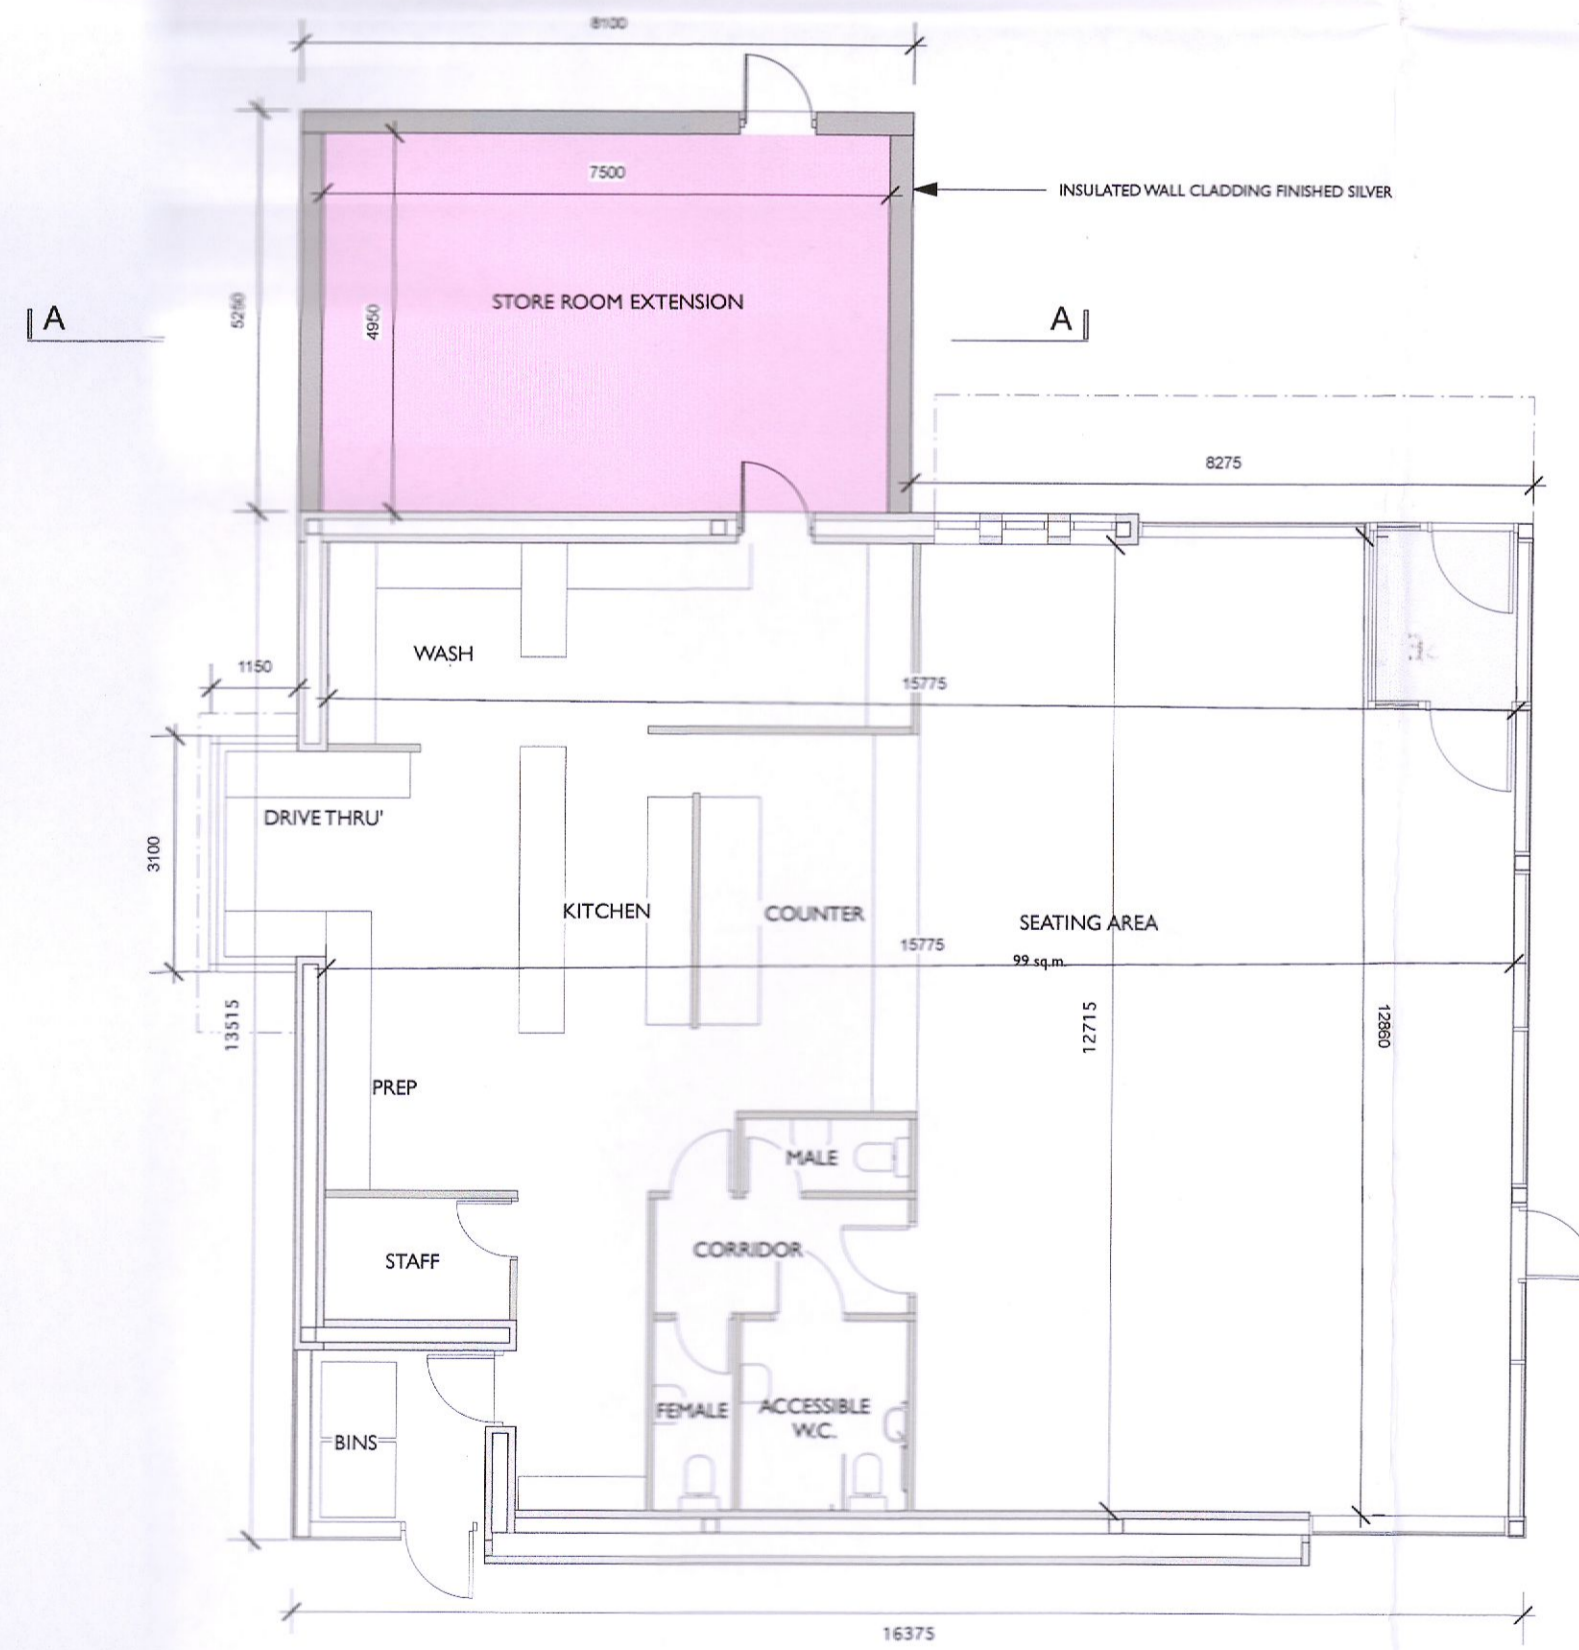 8100
7500
INSULATED WALL CLADDING FINISHED SILVER
STORE ROOM EXTENSION
5250
4950
A
A
8275
WASH
1150
15775
DRIVE THRU'
3100
KITCHEN
COUNTER
SEATING AREA
99 sq.m.
15775
13515
12715
12860
PREP
MALE
CORRIDOR
STAFF
FEMALE
ACCESSIBLE
W.C.
BINS
16375